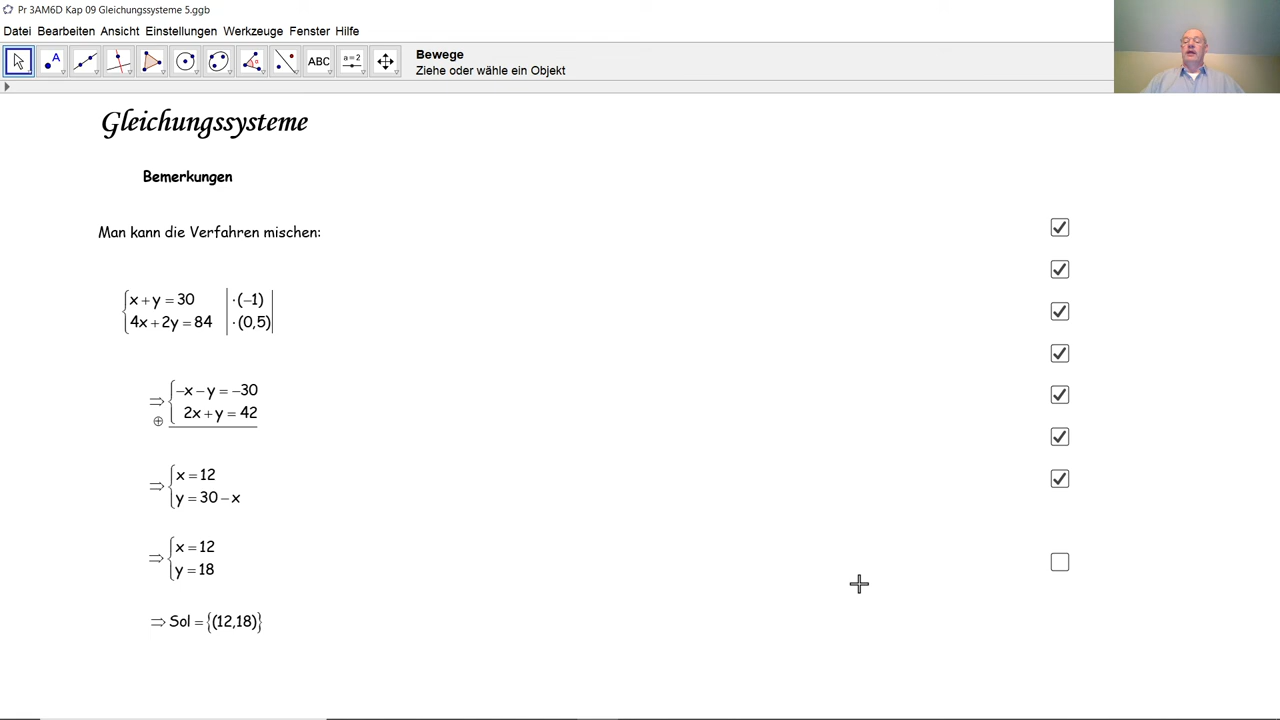 Pr 3AM6D Kap 09 Gleichungssysteme 5.ggb
Datei Bearbeiten Ansicht Einstellungen Werkzeuge Fenster Hilfe
A
ABC
a=2
Bewege
Ziehe oder wähle ein Objekt
Gleichungssysteme
Bemerkungen
Man kann die Verfahren mischen:
x+y=30 | ·(−1) |
4x+2y=84 | ·(0,5) |
⇒ { −x−y=−30
⊕ 2x+y=42
⇒ { x=12
y=30−x
⇒ { x=12
y=18
⇒ Sol={(12,18)}